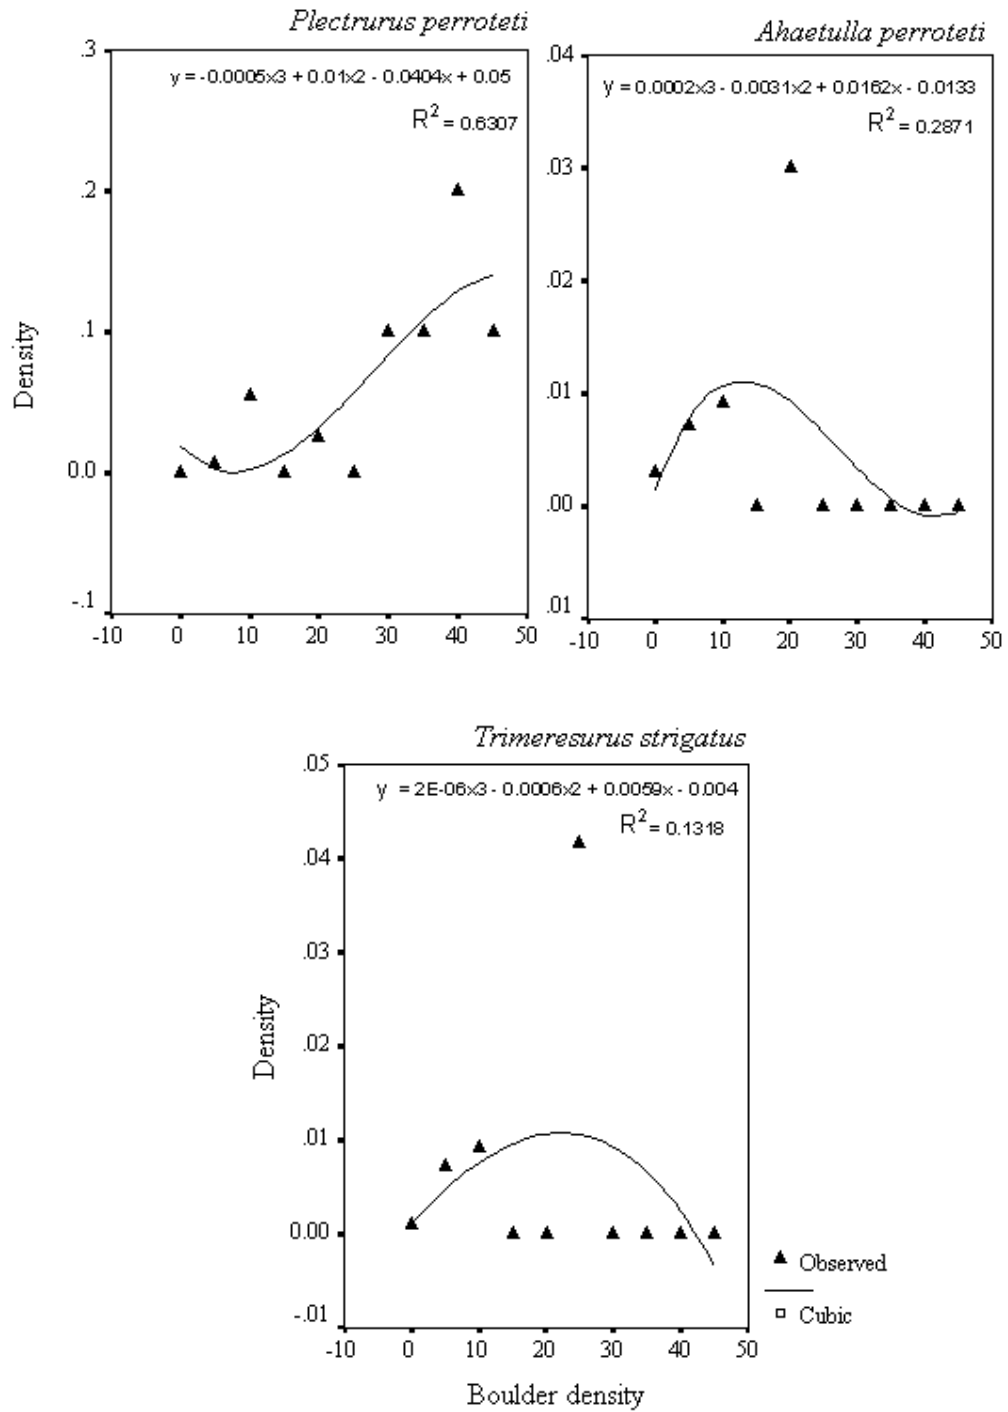 Plectrurus perroteti
y = -0.0005x3 + 0.01x2 - 0.0404x + 0.05
R2 = 0.6307
Density
.3
.2
.1
0.0
-.1
-10 0 10 20 30 40 50
Ahaetulla perroteti
y = 0.0002x3 - 0.0031x2 + 0.0162x - 0.0133
R2 = 0.2871
.04
.03
.02
.01
.00
.01
-10 0 10 20 30 40 50
Trimeresurus strigatus
y = 2E-06x3 - 0.0006x2 + 0.0059x - 0.004
R2 = 0.1318
Density
.05
.04
.03
.02
.01
0.00
-.01
-10 0 10 20 30 40 50
Boulder density
Observed
Cubic